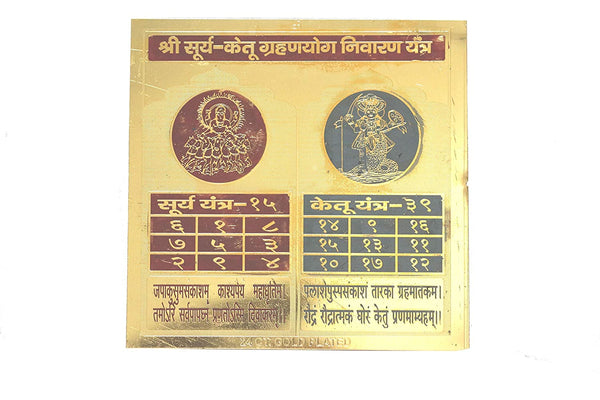 श्री सूर्य-केतू ग्रहणयोग निवारण यंत्र
सूर्य यंत्र-१५
६ १ ८
७ ५ ३
२ ९ ४
जपाकुसुमसंकाशम् काश्यपेयं महाद्युतिम।
तमोऽरिं सर्वपापघ्नं प्रणतोऽस्मि दिवाकरम्।।
केतू यंत्र-३९
१४ ९ १६
१५ १३ ११
१० १७ १२
पलाशपुष्पसंकाशं तारका ग्रहमातकम।
रौद्रं रौद्रात्मकं घोरं केतुं प्रणमाम्यहम्।।
24 CT. GOLD PLATED